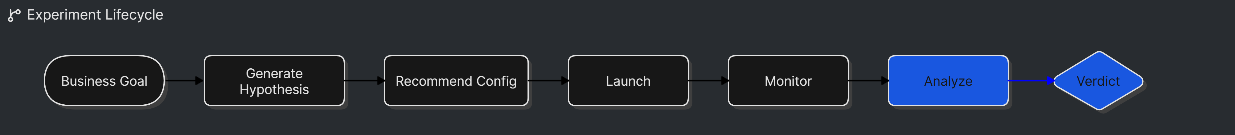 Experiment Lifecycle
Business Goal
Generate
Hypothesis
Recommend Config
Launch
Monitor
Analyze
Verdict